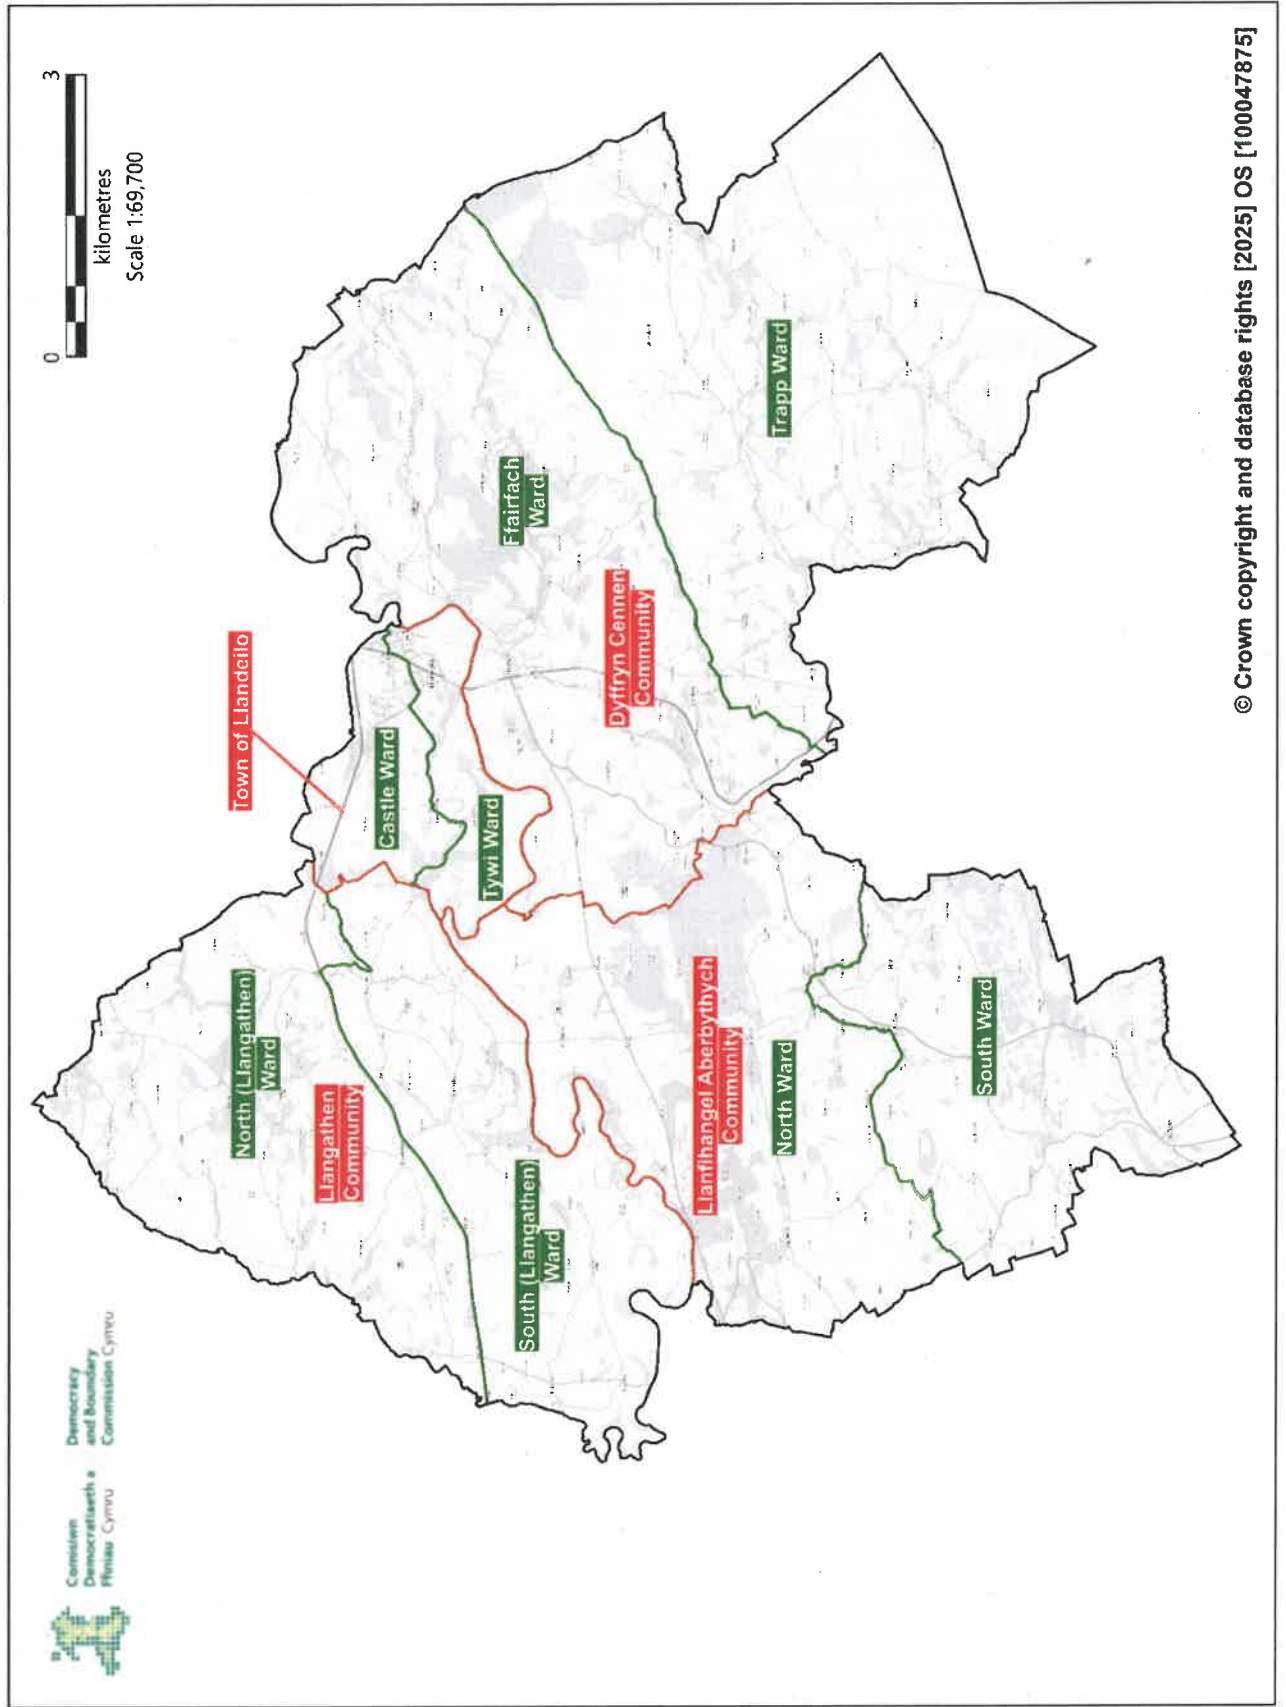 Comisiwn
Democratiaeth a
Ffiniau Cymru
Democracy
and Boundary
Commission Cymru
0
3
kilometres
Scale 1:69,700
Town of Llandeilo
North (Llangathen)
Ward
Llangathen
Community
Castle Ward
Tywi Ward
Ffairfach
Ward
South (Llangathen)
Ward
Dyffryn Cennen
Community
Llanfihangel Aberbythych
Community
North Ward
Trapp Ward
South Ward
© Crown copyright and database rights [2025] OS [100047875]